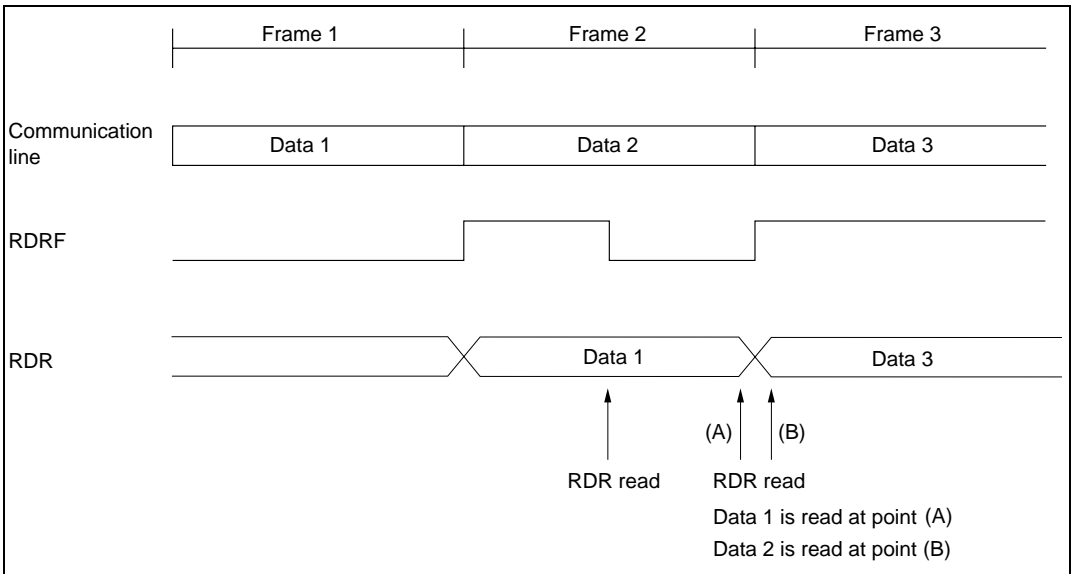 Frame 1 Frame 2 Frame 3
Communication
line
Data 1 Data 2 Data 3
RDRF
RDR
Data 1 Data 3
(A) (B)
RDR read RDR read
Data 1 is read at point (A)
Data 2 is read at point (B)